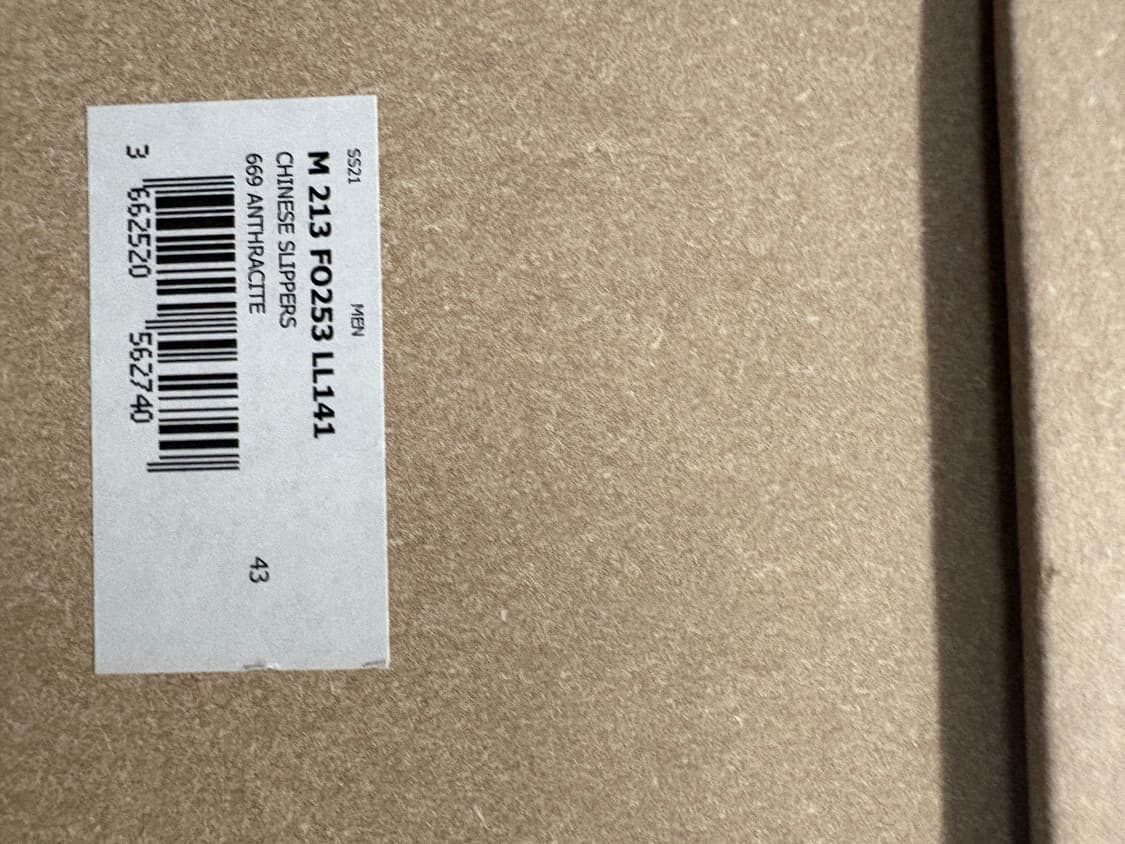 SS21 MEN
M 213 FO253 LL141
CHINESE SLIPPERS
669 ANTHRACITE 43
3 662520 562740